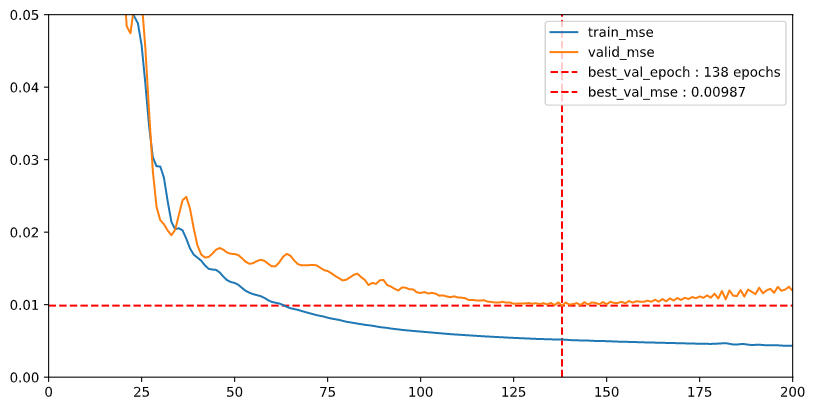 0.05
0.04
0.03
0.02
0.01
0.00
0 25 50 75 100 125 150 175 200
train_mse
valid_mse
best_val_epoch : 138 epochs
best_val_mse : 0.00987